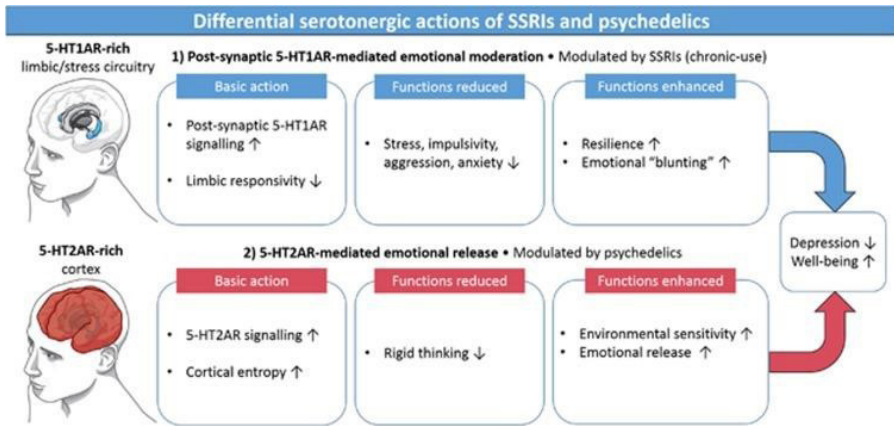 Differential serotonergic actions of SSRIs and psychedelics
5-HT1AR-rich
limbic/stress circuitry
1) Post-synaptic 5-HT1AR-mediated emotional moderation • Modulated by SSRIs (chronic-use)
Basic action
• Post-synaptic 5-HT1AR
signalling ↑
• Limbic responsivity ↓
Functions reduced
• Stress, impulsivity,
aggression, anxiety ↓
Functions enhanced
• Resilience ↑
• Emotional “blunting” ↑
5-HT2AR-rich
cortex
2) 5-HT2AR-mediated emotional release • Modulated by psychedelics
Basic action
• 5-HT2AR signalling ↑
• Cortical entropy ↑
Functions reduced
• Rigid thinking ↓
Functions enhanced
• Environmental sensitivity ↑
• Emotional release ↑
Depression ↓
Well-being ↑